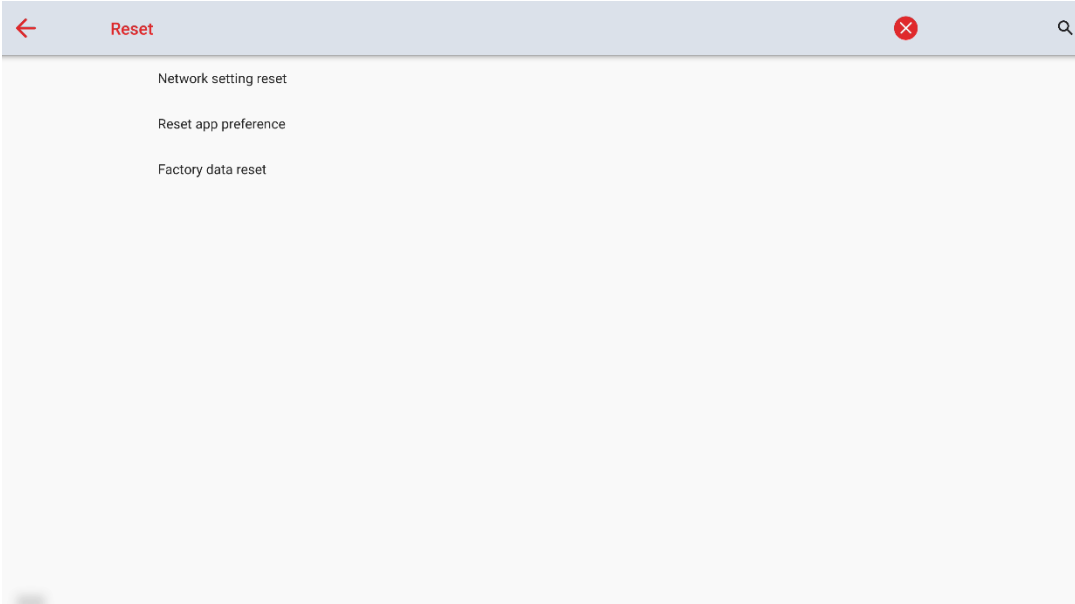 Reset
Network setting reset
Reset app preference
Factory data reset